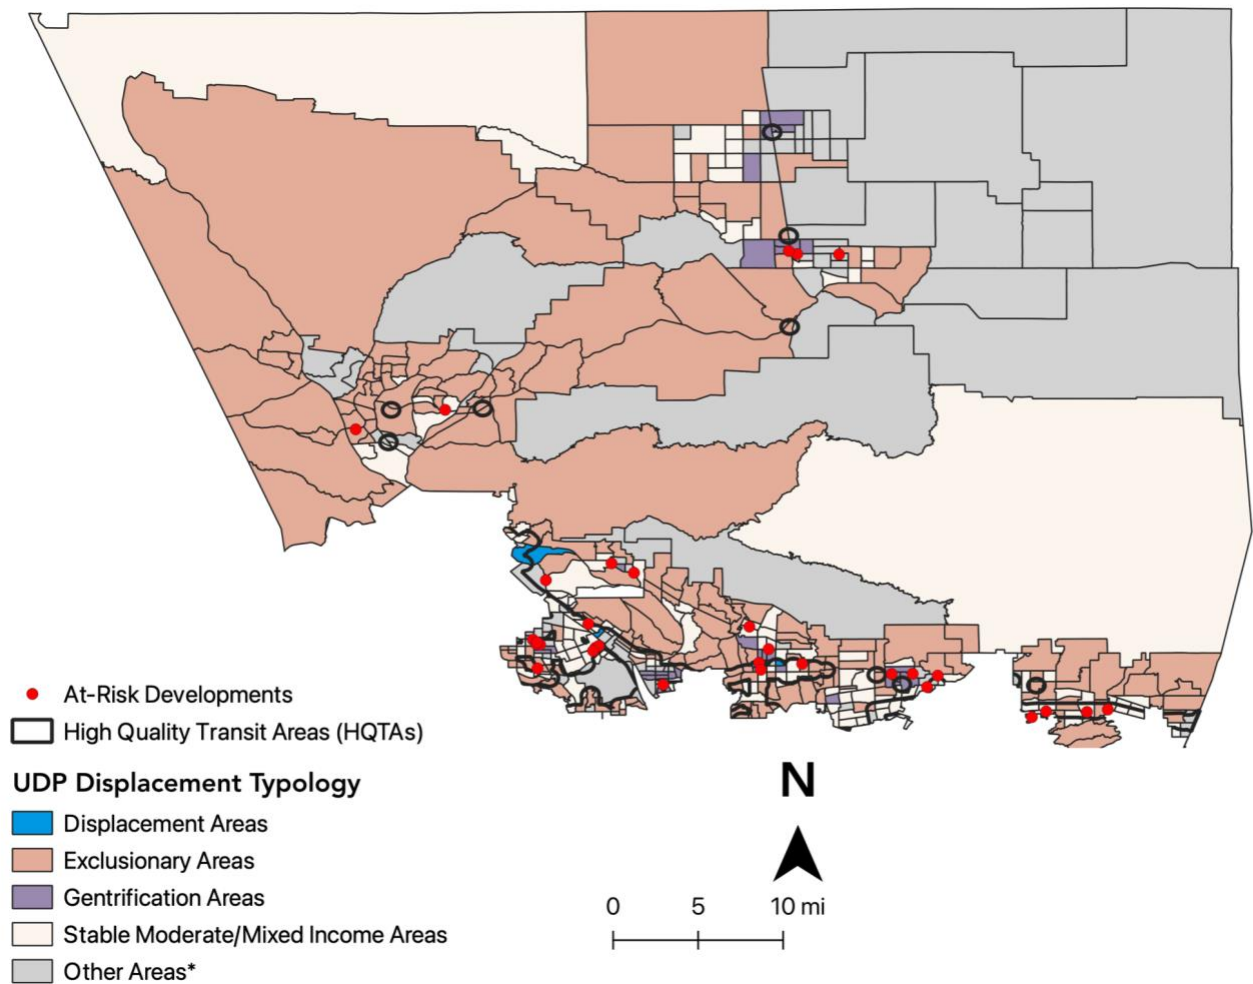 At-Risk Developments
High Quality Transit Areas (HQTAs)
UDP Displacement Typology
Displacement Areas
Exclusionary Areas
Gentrification Areas
Stable Moderate/Mixed Income Areas
Other Areas*
N
0 5 10 mi